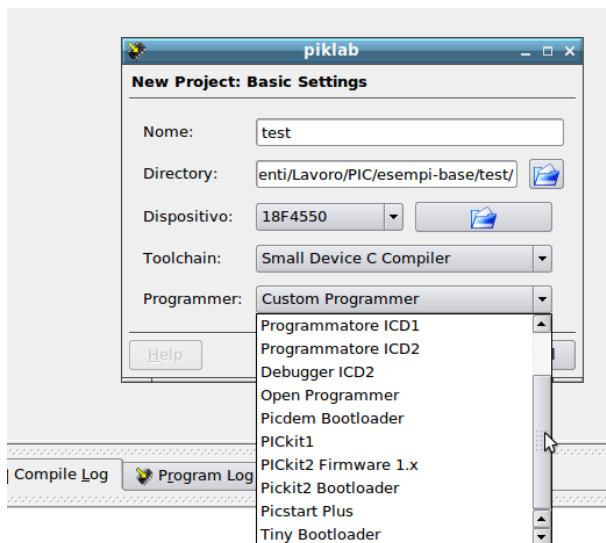 piklab
New Project: Basic Settings
Nome: test
Directory: enti/Lavoro/PIC/esempi-base/test/
Dispositivo: 18F4550
Toolchain: Small Device C Compiler
Programmer: Custom Programmer
Programmatore ICD1
Programmatore ICD2
Debugger ICD2
Open Programmer
Picdem Bootloader
PICkit1
PICkit2 Firmware 1.x
Pickit2 Bootloader
Picstart Plus
Tiny Bootloader
Help
Compile Log
Program Log